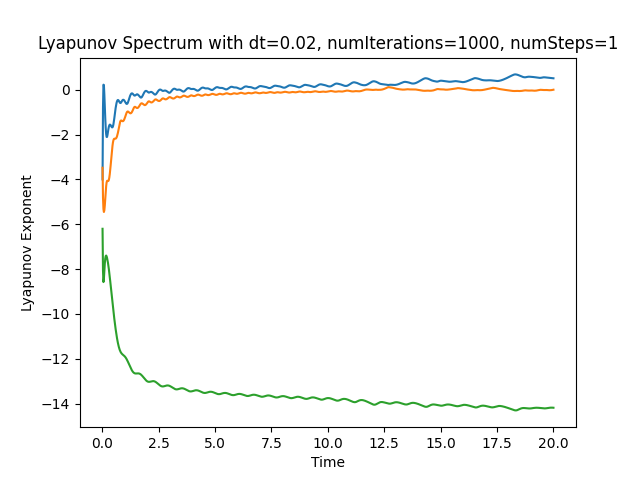 Lyapunov Spectrum with dt=0.02, numIterations=1000, numSteps=1
Lyapunov Exponent
0
−2
−4
−6
−8
−10
−12
−14
0.0 2.5 5.0 7.5 10.0 12.5 15.0 17.5 20.0
Time